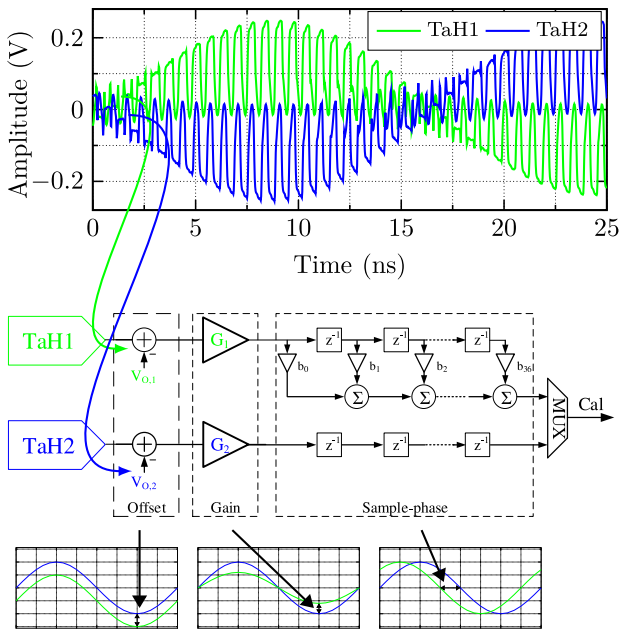 TaH1 TaH2
Amplitude (V)
0.2
0
−0.2
0 5 10 15 20 25
Time (ns)
TaH1
+
−
V_O,1
G_1
z^-1 z^-1 z^-1
b_0 b_1 b_2 b_36
Σ Σ Σ
MUX
Cal
TaH2
+
−
V_O,2
G_2
z^-1 z^-1 z^-1
Offset Gain Sample-phase